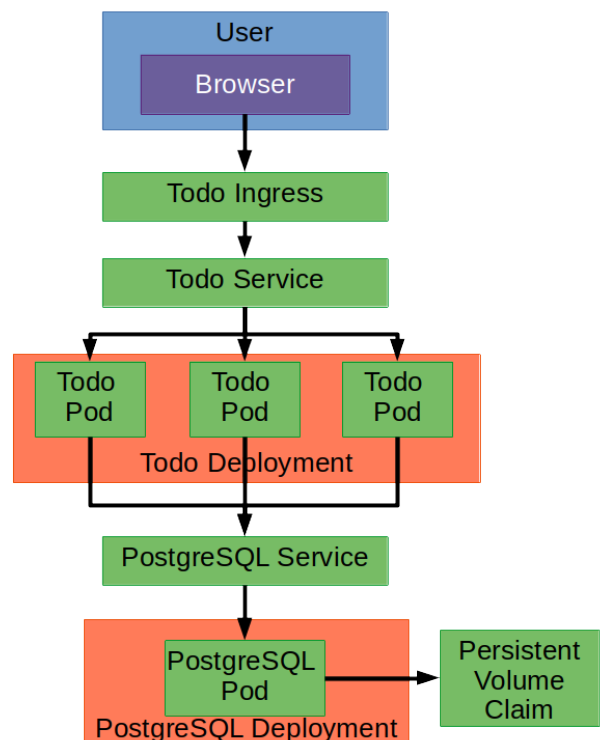 User
Browser
Todo Ingress
Todo Service
Todo
Pod
Todo
Pod
Todo
Pod
Todo Deployment
PostgreSQL Service
PostgreSQL
Pod
PostgreSQL Deployment
Persistent
Volume
Claim